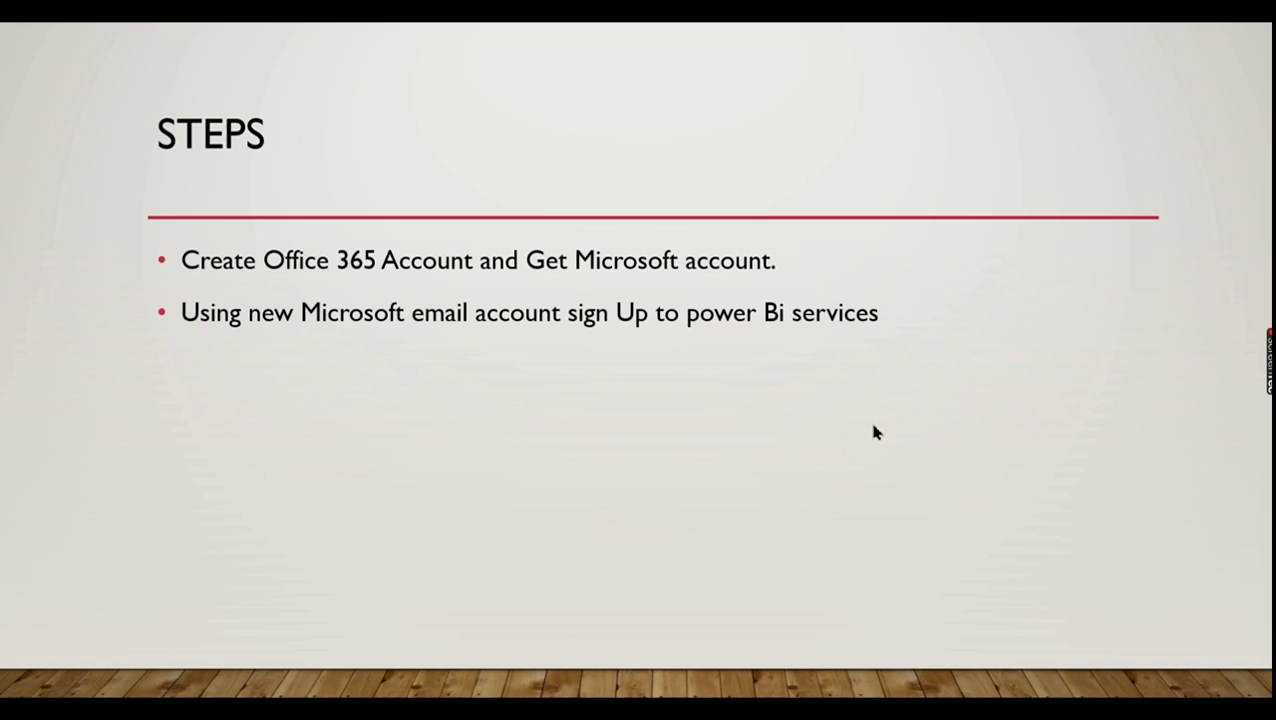 STEPS
• Create Office 365 Account and Get Microsoft account.
• Using new Microsoft email account sign Up to power Bi services